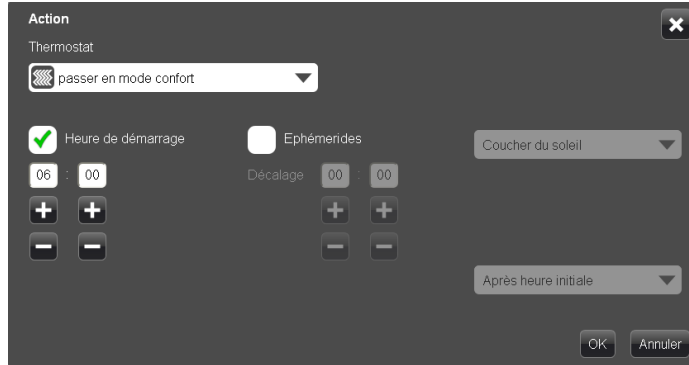 Action
Thermostat
passer en mode confort
Heure de démarrage
Ephémerides
Coucher du soleil
06 : 00
Décalage 00 : 00
Après heure initiale
OK
Annuler